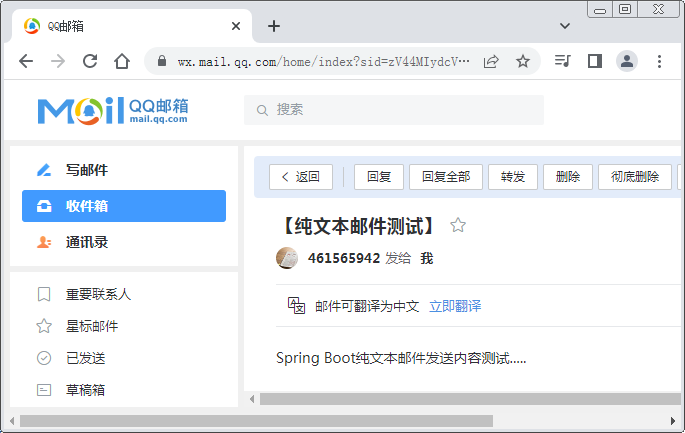 QQ邮箱
wx.mail.qq.com/home/index?sid=zV44MIydcV…
Mail QQ邮箱
mail.qq.com
搜索
写邮件
收件箱
通讯录
重要联系人
星标邮件
已发送
草稿箱
返回 回复 回复全部 转发 删除 彻底删除
【纯文本邮件测试】
461565942 发给 我
邮件可翻译为中文 立即翻译
Spring Boot纯文本邮件发送内容测试.....